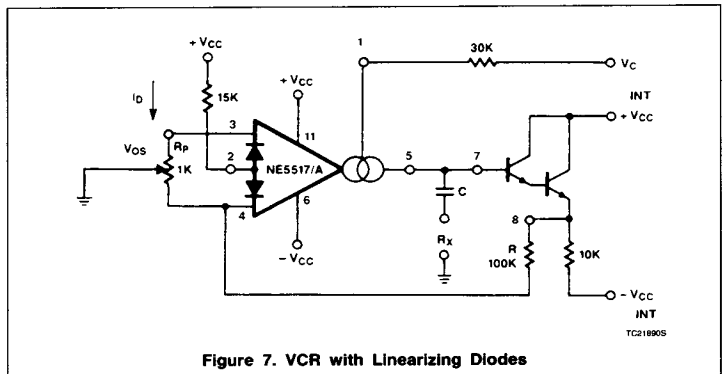 1
30K
VC
+ VCC
ID
15K
+ VCC
INT
+ VCC
3
11
VOS
RP
1K
2
NE5517/A
5
7
6
4
C
8
- VCC
RX
R
100K
10K
- VCC
INT
TC21890S
Figure 7. VCR with Linearizing Diodes